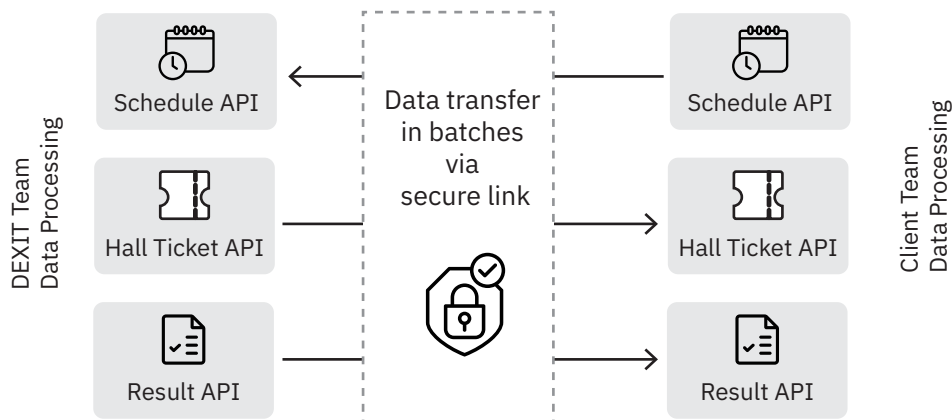 DEXIT Team
Data Processing
Schedule API
Hall Ticket API
Result API
Data transfer
in batches
via
secure link
Schedule API
Hall Ticket API
Result API
Client Team
Data Processing